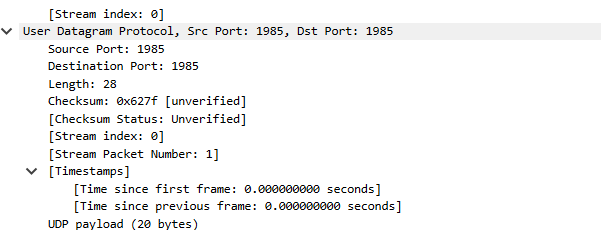 [Stream index: 0]
User Datagram Protocol, Src Port: 1985, Dst Port: 1985
Source Port: 1985
Destination Port: 1985
Length: 28
Checksum: 0x627f [unverified]
[Checksum Status: Unverified]
[Stream index: 0]
[Stream Packet Number: 1]
[Timestamps]
[Time since first frame: 0.000000000 seconds]
[Time since previous frame: 0.000000000 seconds]
UDP payload (20 bytes)